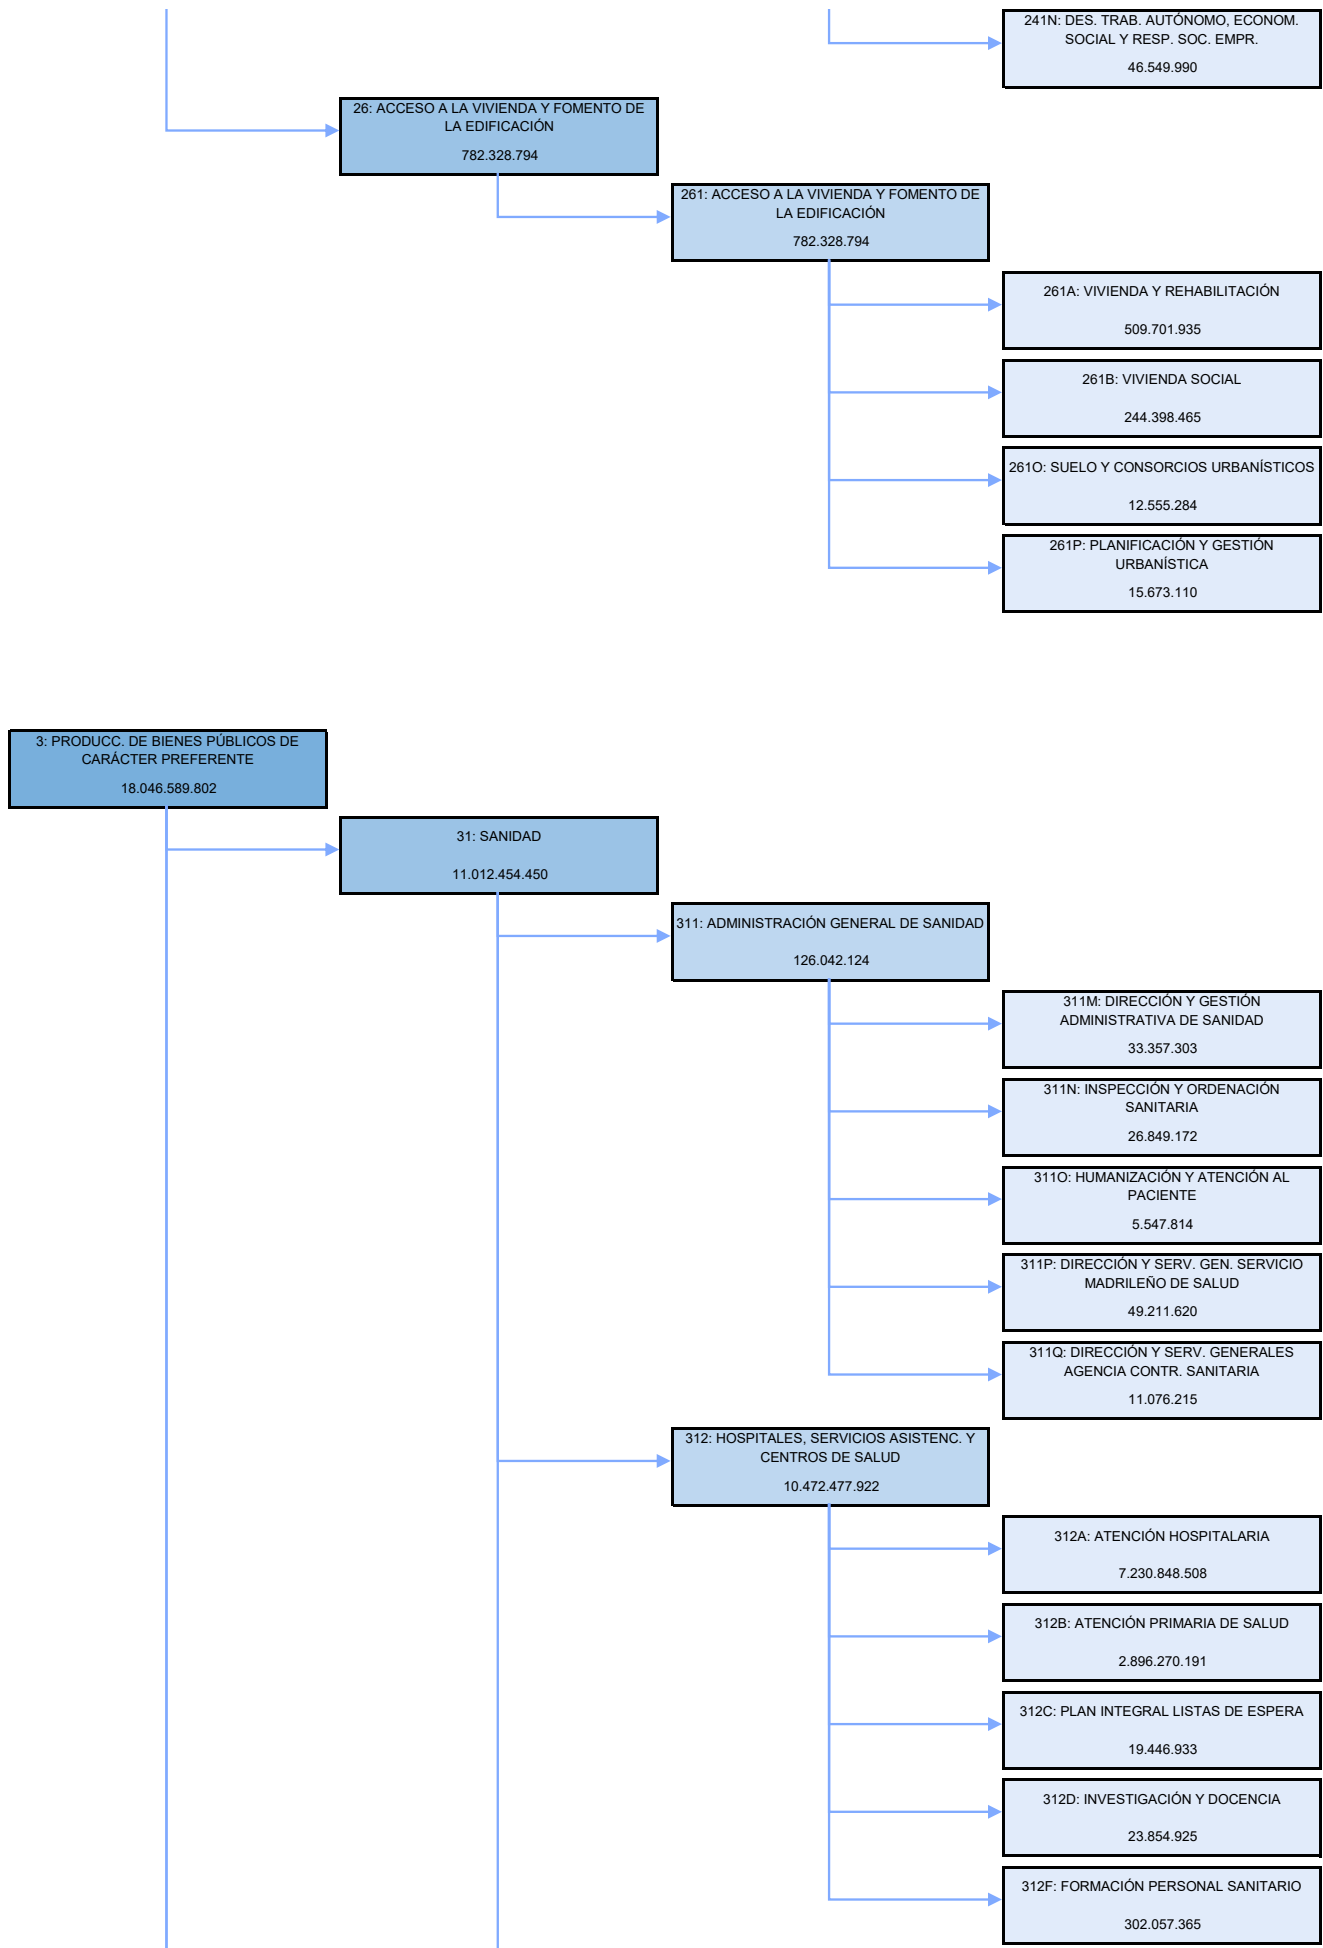 241N: DES. TRAB. AUTÓNOMO, ECONOM.
SOCIAL Y RESP. SOC. EMPR.
46.549.990
26: ACCESO A LA VIVIENDA Y FOMENTO DE
LA EDIFICACIÓN
782.328.794
261: ACCESO A LA VIVIENDA Y FOMENTO DE
LA EDIFICACIÓN
782.328.794
261A: VIVIENDA Y REHABILITACIÓN
509.701.935
261B: VIVIENDA SOCIAL
244.398.465
261O: SUELO Y CONSORCIOS URBANÍSTICOS
12.555.284
261P: PLANIFICACIÓN Y GESTIÓN
URBANÍSTICA
15.673.110
3: PRODUCC. DE BIENES PÚBLICOS DE
CARÁCTER PREFERENTE
18.046.589.802
31: SANIDAD
11.012.454.450
311: ADMINISTRACIÓN GENERAL DE SANIDAD
126.042.124
311M: DIRECCIÓN Y GESTIÓN
ADMINISTRATIVA DE SANIDAD
33.357.303
311N: INSPECCIÓN Y ORDENACIÓN
SANITARIA
26.849.172
311O: HUMANIZACIÓN Y ATENCIÓN AL
PACIENTE
5.547.814
311P: DIRECCIÓN Y SERV. GEN. SERVICIO
MADRILEÑO DE SALUD
49.211.620
311Q: DIRECCIÓN Y SERV. GENERALES
AGENCIA CONTR. SANITARIA
11.076.215
312: HOSPITALES, SERVICIOS ASISTENC. Y
CENTROS DE SALUD
10.472.477.922
312A: ATENCIÓN HOSPITALARIA
7.230.848.508
312B: ATENCIÓN PRIMARIA DE SALUD
2.896.270.191
312C: PLAN INTEGRAL LISTAS DE ESPERA
19.446.933
312D: INVESTIGACIÓN Y DOCENCIA
23.854.925
312F: FORMACIÓN PERSONAL SANITARIO
302.057.365